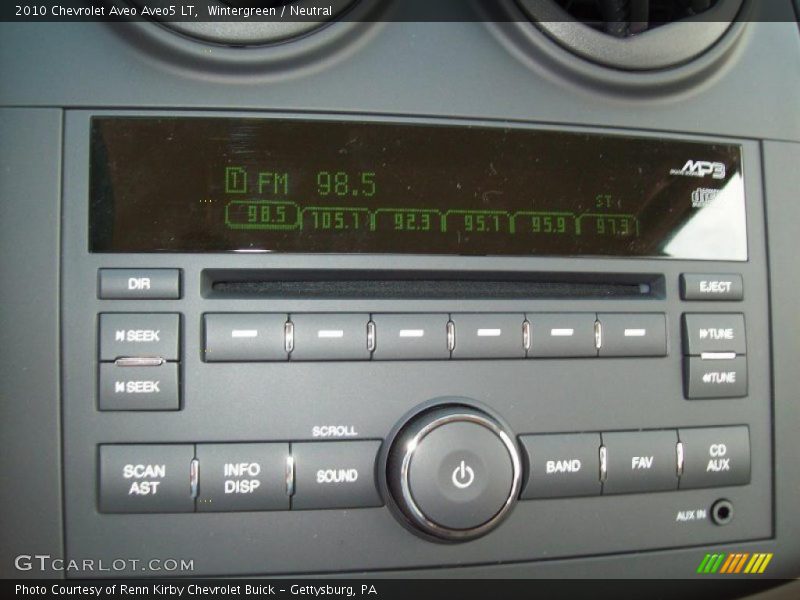 2010 Chevrolet Aveo Aveo5 LT, Wintergreen / Neutral
MP3
1 FM 98.5
ST
98.5 105.1 92.3 95.1 95.9 97.3
DIR
EJECT
SEEK
TUNE
SEEK
TUNE
SCROLL
SCAN AST
INFO DISP
SOUND
BAND
FAV
CD AUX
AUX IN
GTCARLOT.COM
Photo Courtesy of Renn Kirby Chevrolet Buick - Gettysburg, PA